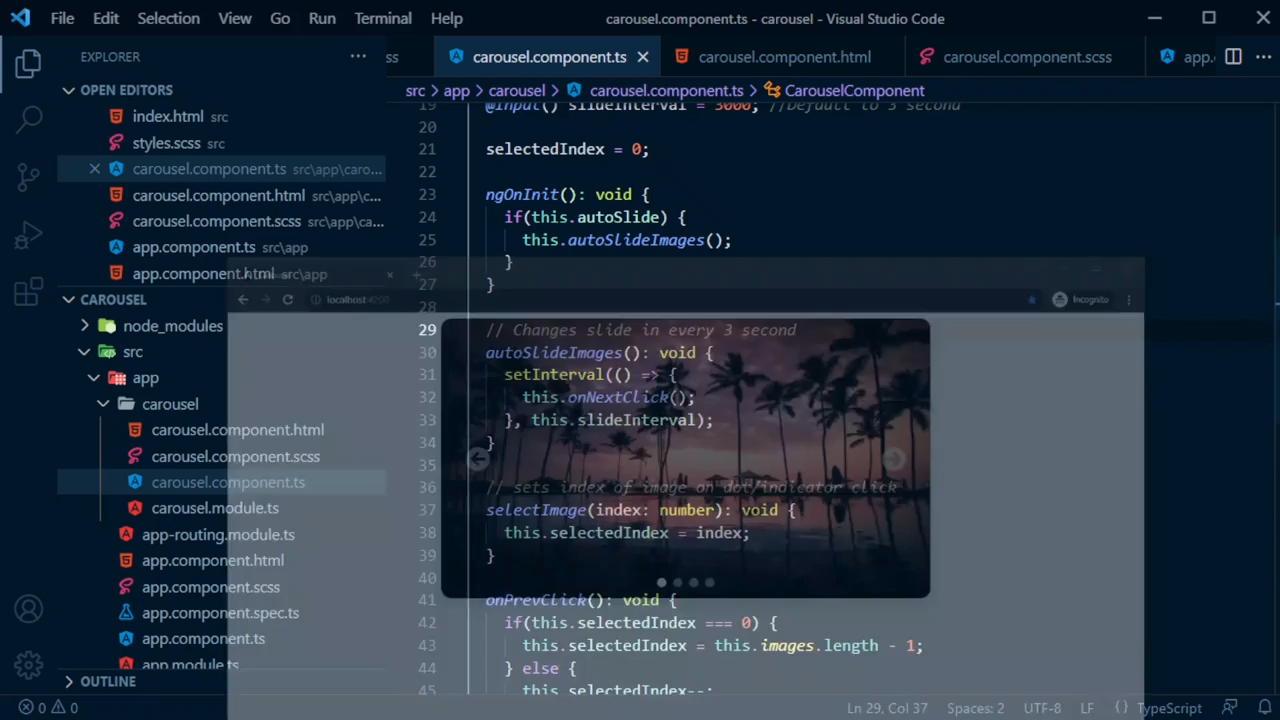 File Edit Selection View Go Run Terminal Help
carousel.component.ts - carousel - Visual Studio Code
EXPLORER
ss
carousel.component.ts
carousel.component.html
carousel.component.scss
app.
src > app > carousel > carousel.component.ts > CarouselComponent
OPEN EDITORS
index.html src
styles.scss src
carousel.component.ts src\app\caro...
carousel.component.html src\app\c...
carousel.component.scss src\app\ca...
app.component.ts src\app
app.component.html src\app
CAROUSEL
node_modules
src
app
carousel
carousel.component.html
carousel.component.scss
carousel.component.ts
carousel.module.ts
app-routing.module.ts
app.component.html
app.component.scss
app.component.spec.ts
app.component.ts
app.module.ts
OUTLINE
19 @Input() slideInterval = 3000; //Default to 3 second
20
21 selectedIndex = 0;
22
23 ngOnInit(): void {
24 if(this.autoSlide) {
25 this.autoSlideImages();
26 }
27 }
28
29 // Changes slide in every 3 second
30 autoSlideImages(): void {
31 setInterval(() => {
32 this.onNextClick();
33 }, this.slideInterval);
34 }
35
36 // sets index of image on dot/indicator click
37 selectImage(index: number): void {
38 this.selectedIndex = index;
39 }
40
41 onPrevClick(): void {
42 if(this.selectedIndex === 0) {
43 this.selectedIndex = this.images.length - 1;
44 } else {
45 this.selectedIndex--;
localhost:4200
Incognito
0 0
Ln 29, Col 37 Spaces: 2 UTF-8 LF {} TypeScript